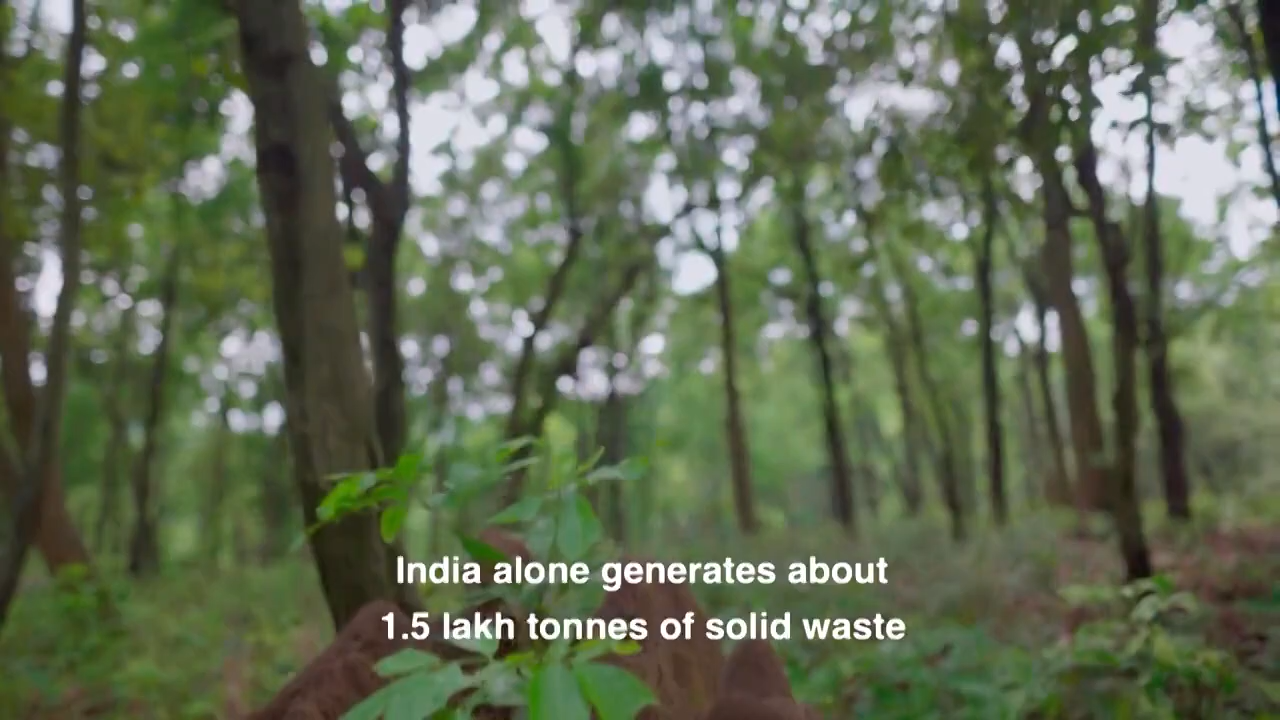 India alone generates about
1.5 lakh tonnes of solid waste